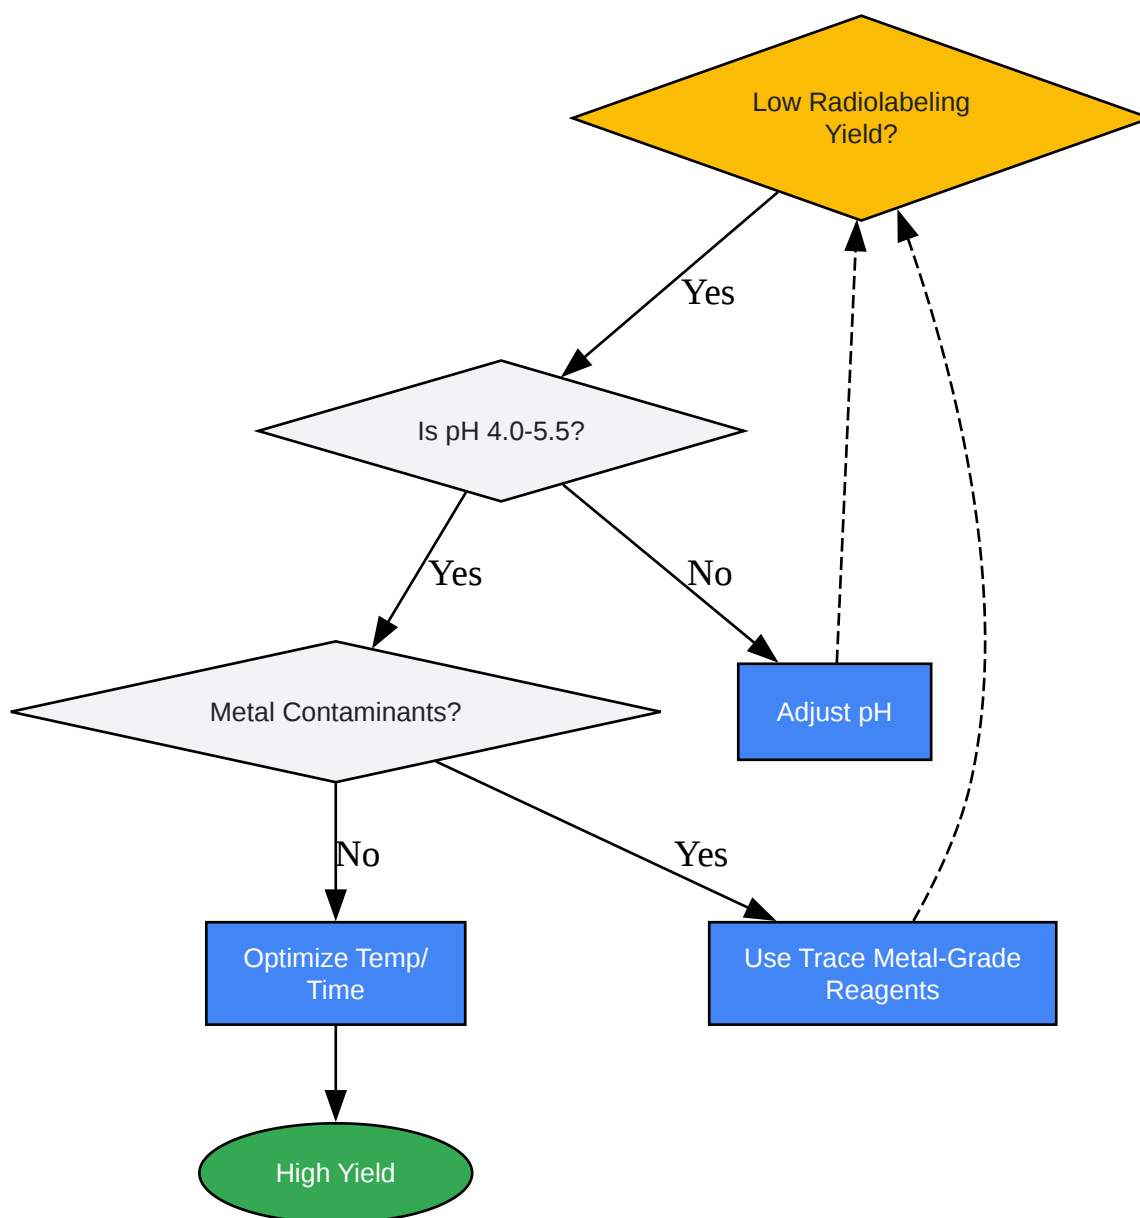 Low Radiolabeling
Yield?
Yes
Is pH 4.0-5.5?
Yes
No
Metal Contaminants?
Adjust pH
No
Yes
Optimize Temp/
Time
Use Trace Metal-Grade
Reagents
High Yield